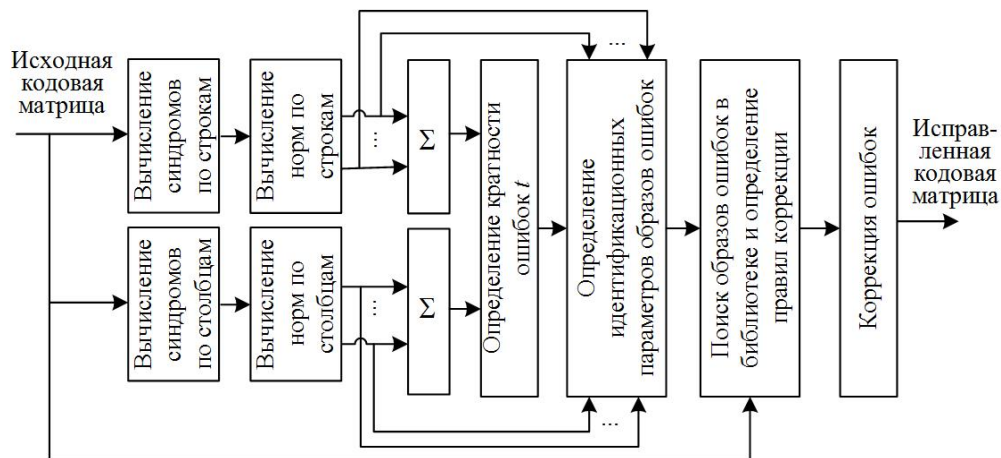 Исходная
кодовая
матрица
Вычисление
синдромов
по строкам
Вычисление
норм по
строкам
...
Σ
Вычисление
синдромов
по столбцам
Вычисление
норм по
столбцам
...
Σ
Определение кратности
ошибок t
...
Определение
идентификационных
параметров образов ошибок
...
Поиск образов ошибок в
библиотеке и определение
правил коррекции
Коррекция ошибок
Исправ-
ленная
кодовая
матрица